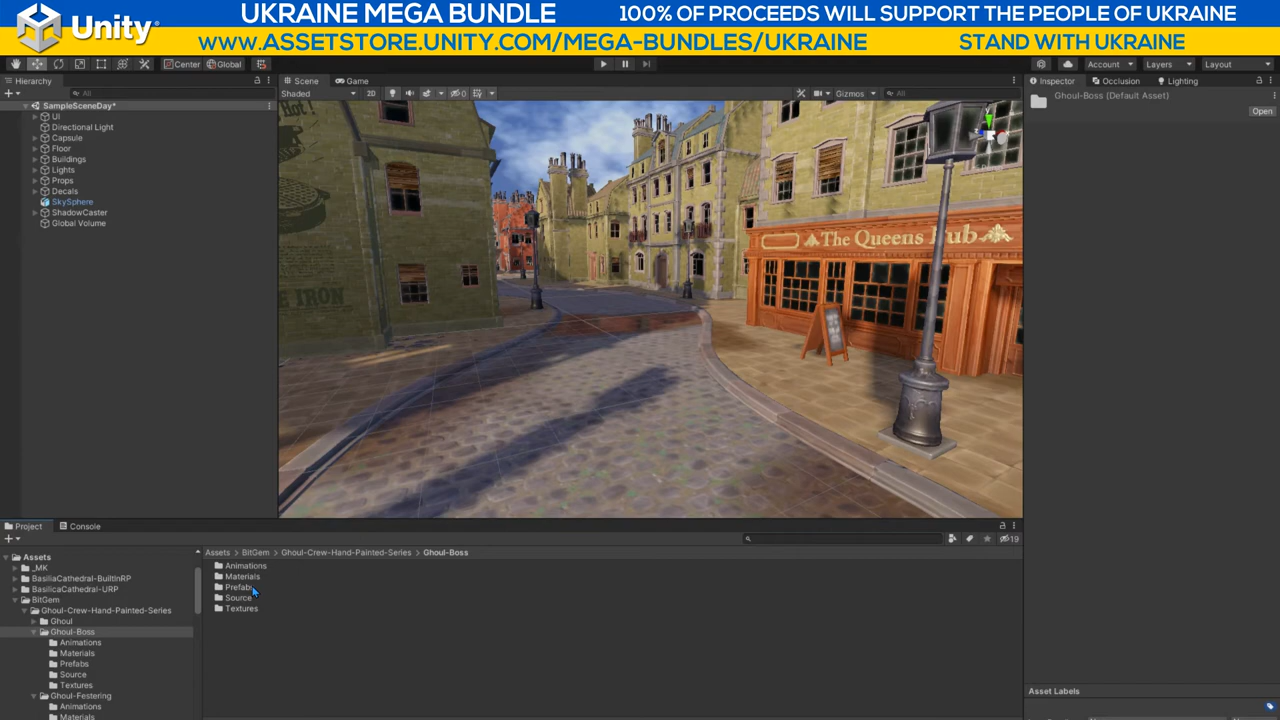 UKRAINE MEGA BUNDLE
100% OF PROCEEDS WILL SUPPORT THE PEOPLE OF UKRAINE
Unity
WWW.ASSETSTORE.UNITY.COM/MEGA-BUNDLES/UKRAINE
STAND WITH UKRAINE
Center
Global
Account
Layers
Layout
Hierarchy
Scene
Game
Inspector
Occlusion
Lighting
All
Shaded
2D
0
Gizmos
All
Ghoul-Boss (Default Asset)
Open
SampleSceneDay*
UI
Directional Light
Capsule
Floor
Buildings
Lights
Props
Decals
SkySphere
ShadowCaster
Global Volume
The Queens Pub
E IRON
Project
Console
19
Assets
_MK
BasiliaCathedral-BuiltInRP
BasilicaCathedral-URP
BitGem
Ghoul-Crew-Hand-Painted-Series
Ghoul
Ghoul-Boss
Animations
Materials
Prefabs
Source
Textures
Ghoul-Festering
Animations
Materials
Assets > BitGem > Ghoul-Crew-Hand-Painted-Series > Ghoul-Boss
Animations
Materials
Prefabs
Source
Textures
Asset Labels